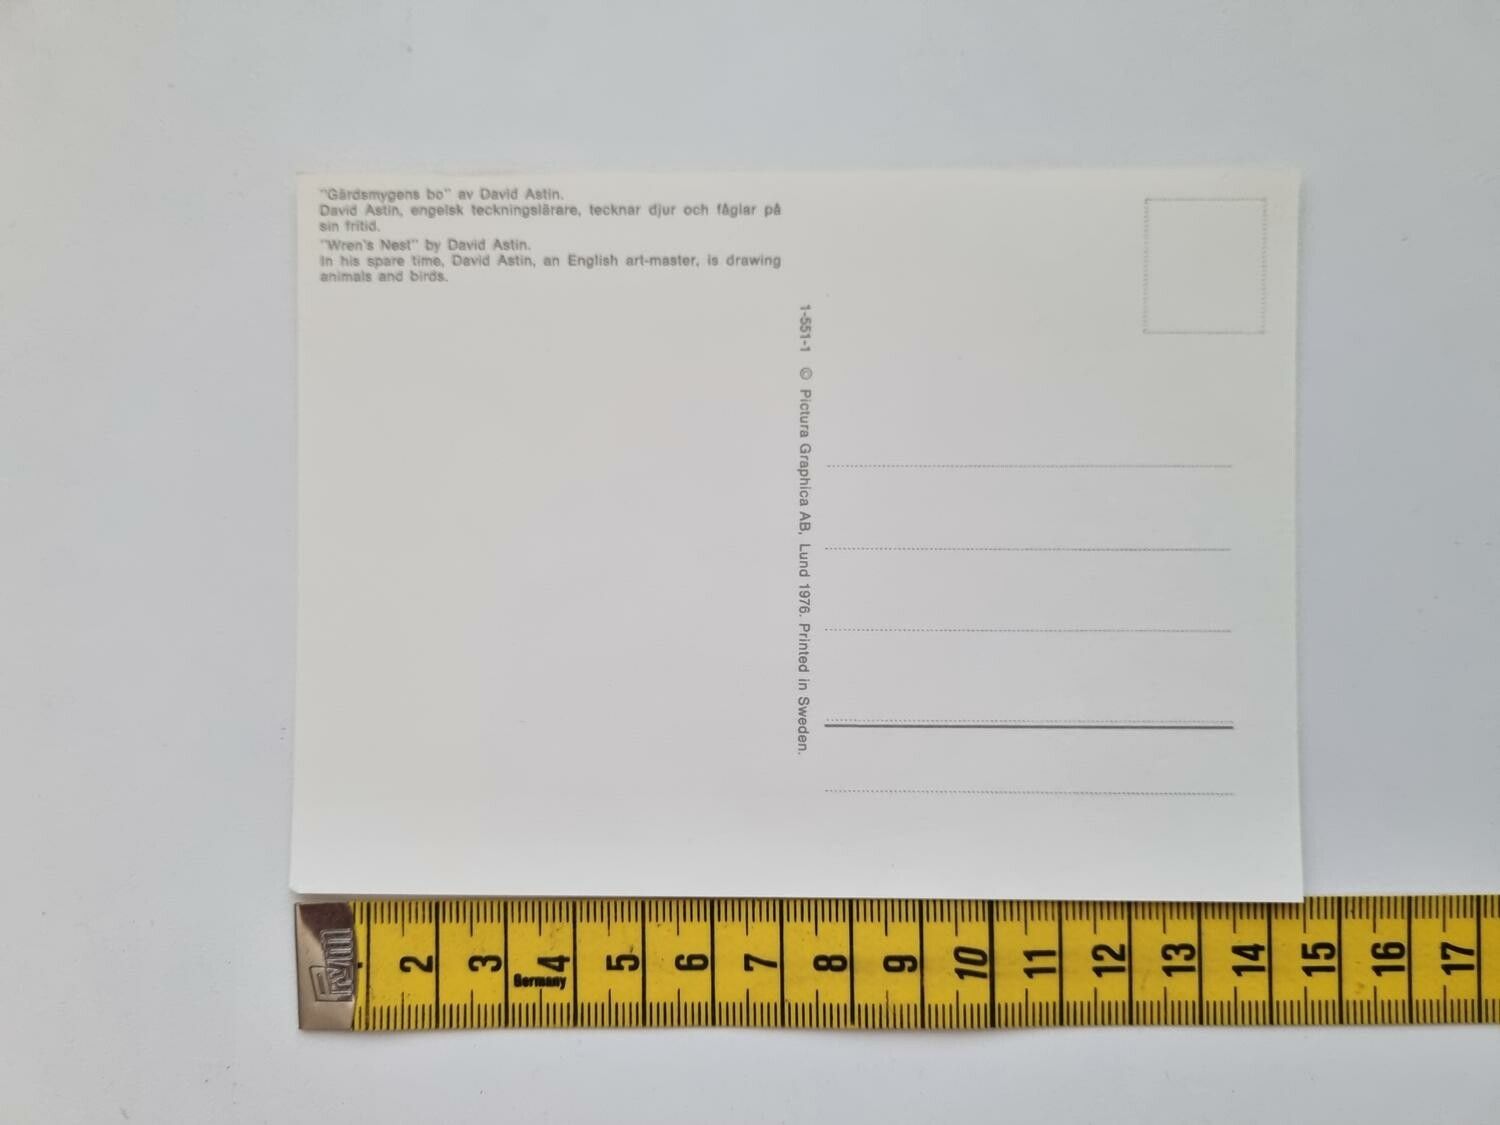 "Gärdsmygens bo" av David Astin.
David Astin, engelsk teckningslärare, tecknar djur och fåglar på
sin fritid.
"Wren's Nest" by David Astin.
In his spare time, David Astin, an English art-master, is drawing
animals and birds.
1-551-1 © Pictura Graphica AB, Lund 1976. Printed in Sweden.
2 3 4 5 6 7 8 9 10 11 12 13 14 15 16 17
Germany